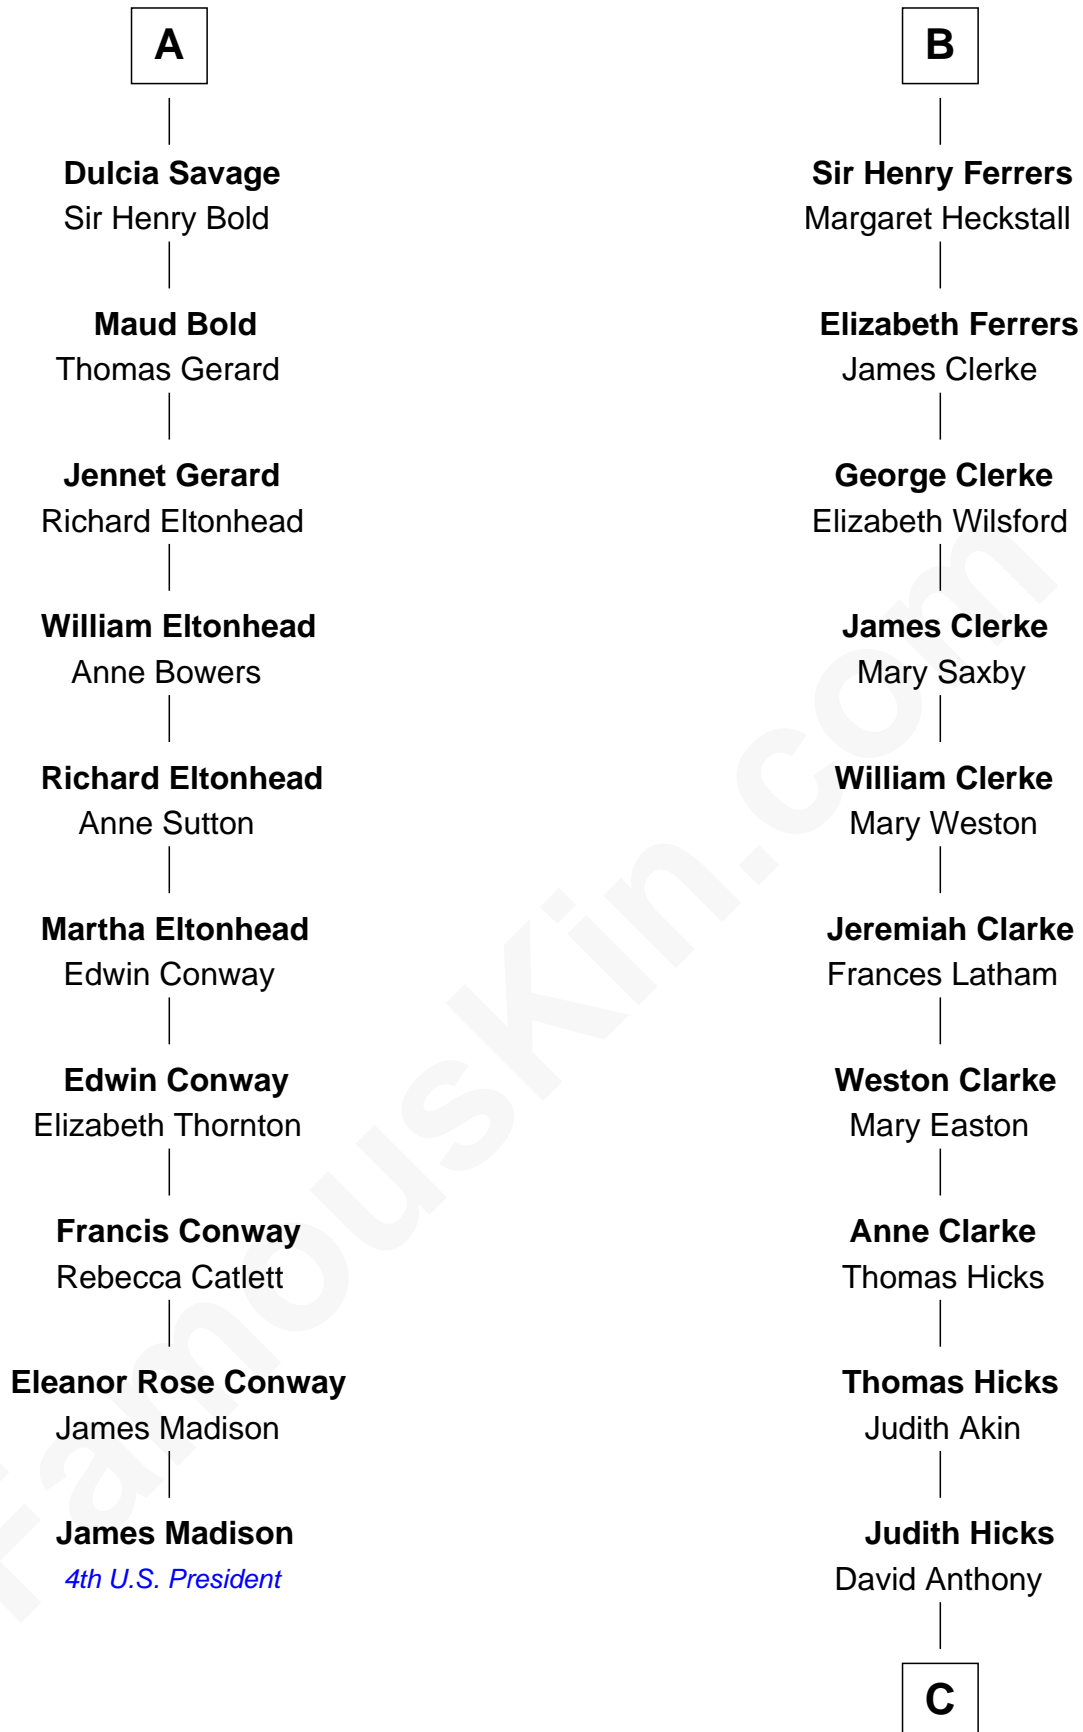 A
Dulcia Savage
Sir Henry Bold
Maud Bold
Thomas Gerard
Jennet Gerard
Richard Eltonhead
William Eltonhead
Anne Bowers
Richard Eltonhead
Anne Sutton
Martha Eltonhead
Edwin Conway
Edwin Conway
Elizabeth Thornton
Francis Conway
Rebecca Catlett
Eleanor Rose Conway
James Madison
James Madison
4th U.S. President
B
Sir Henry Ferrers
Margaret Heckstall
Elizabeth Ferrers
James Clerke
George Clerke
Elizabeth Wilsford
James Clerke
Mary Saxby
William Clerke
Mary Weston
Jeremiah Clarke
Frances Latham
Weston Clarke
Mary Easton
Anne Clarke
Thomas Hicks
Thomas Hicks
Judith Akin
Judith Hicks
David Anthony
C
FamousKin.com